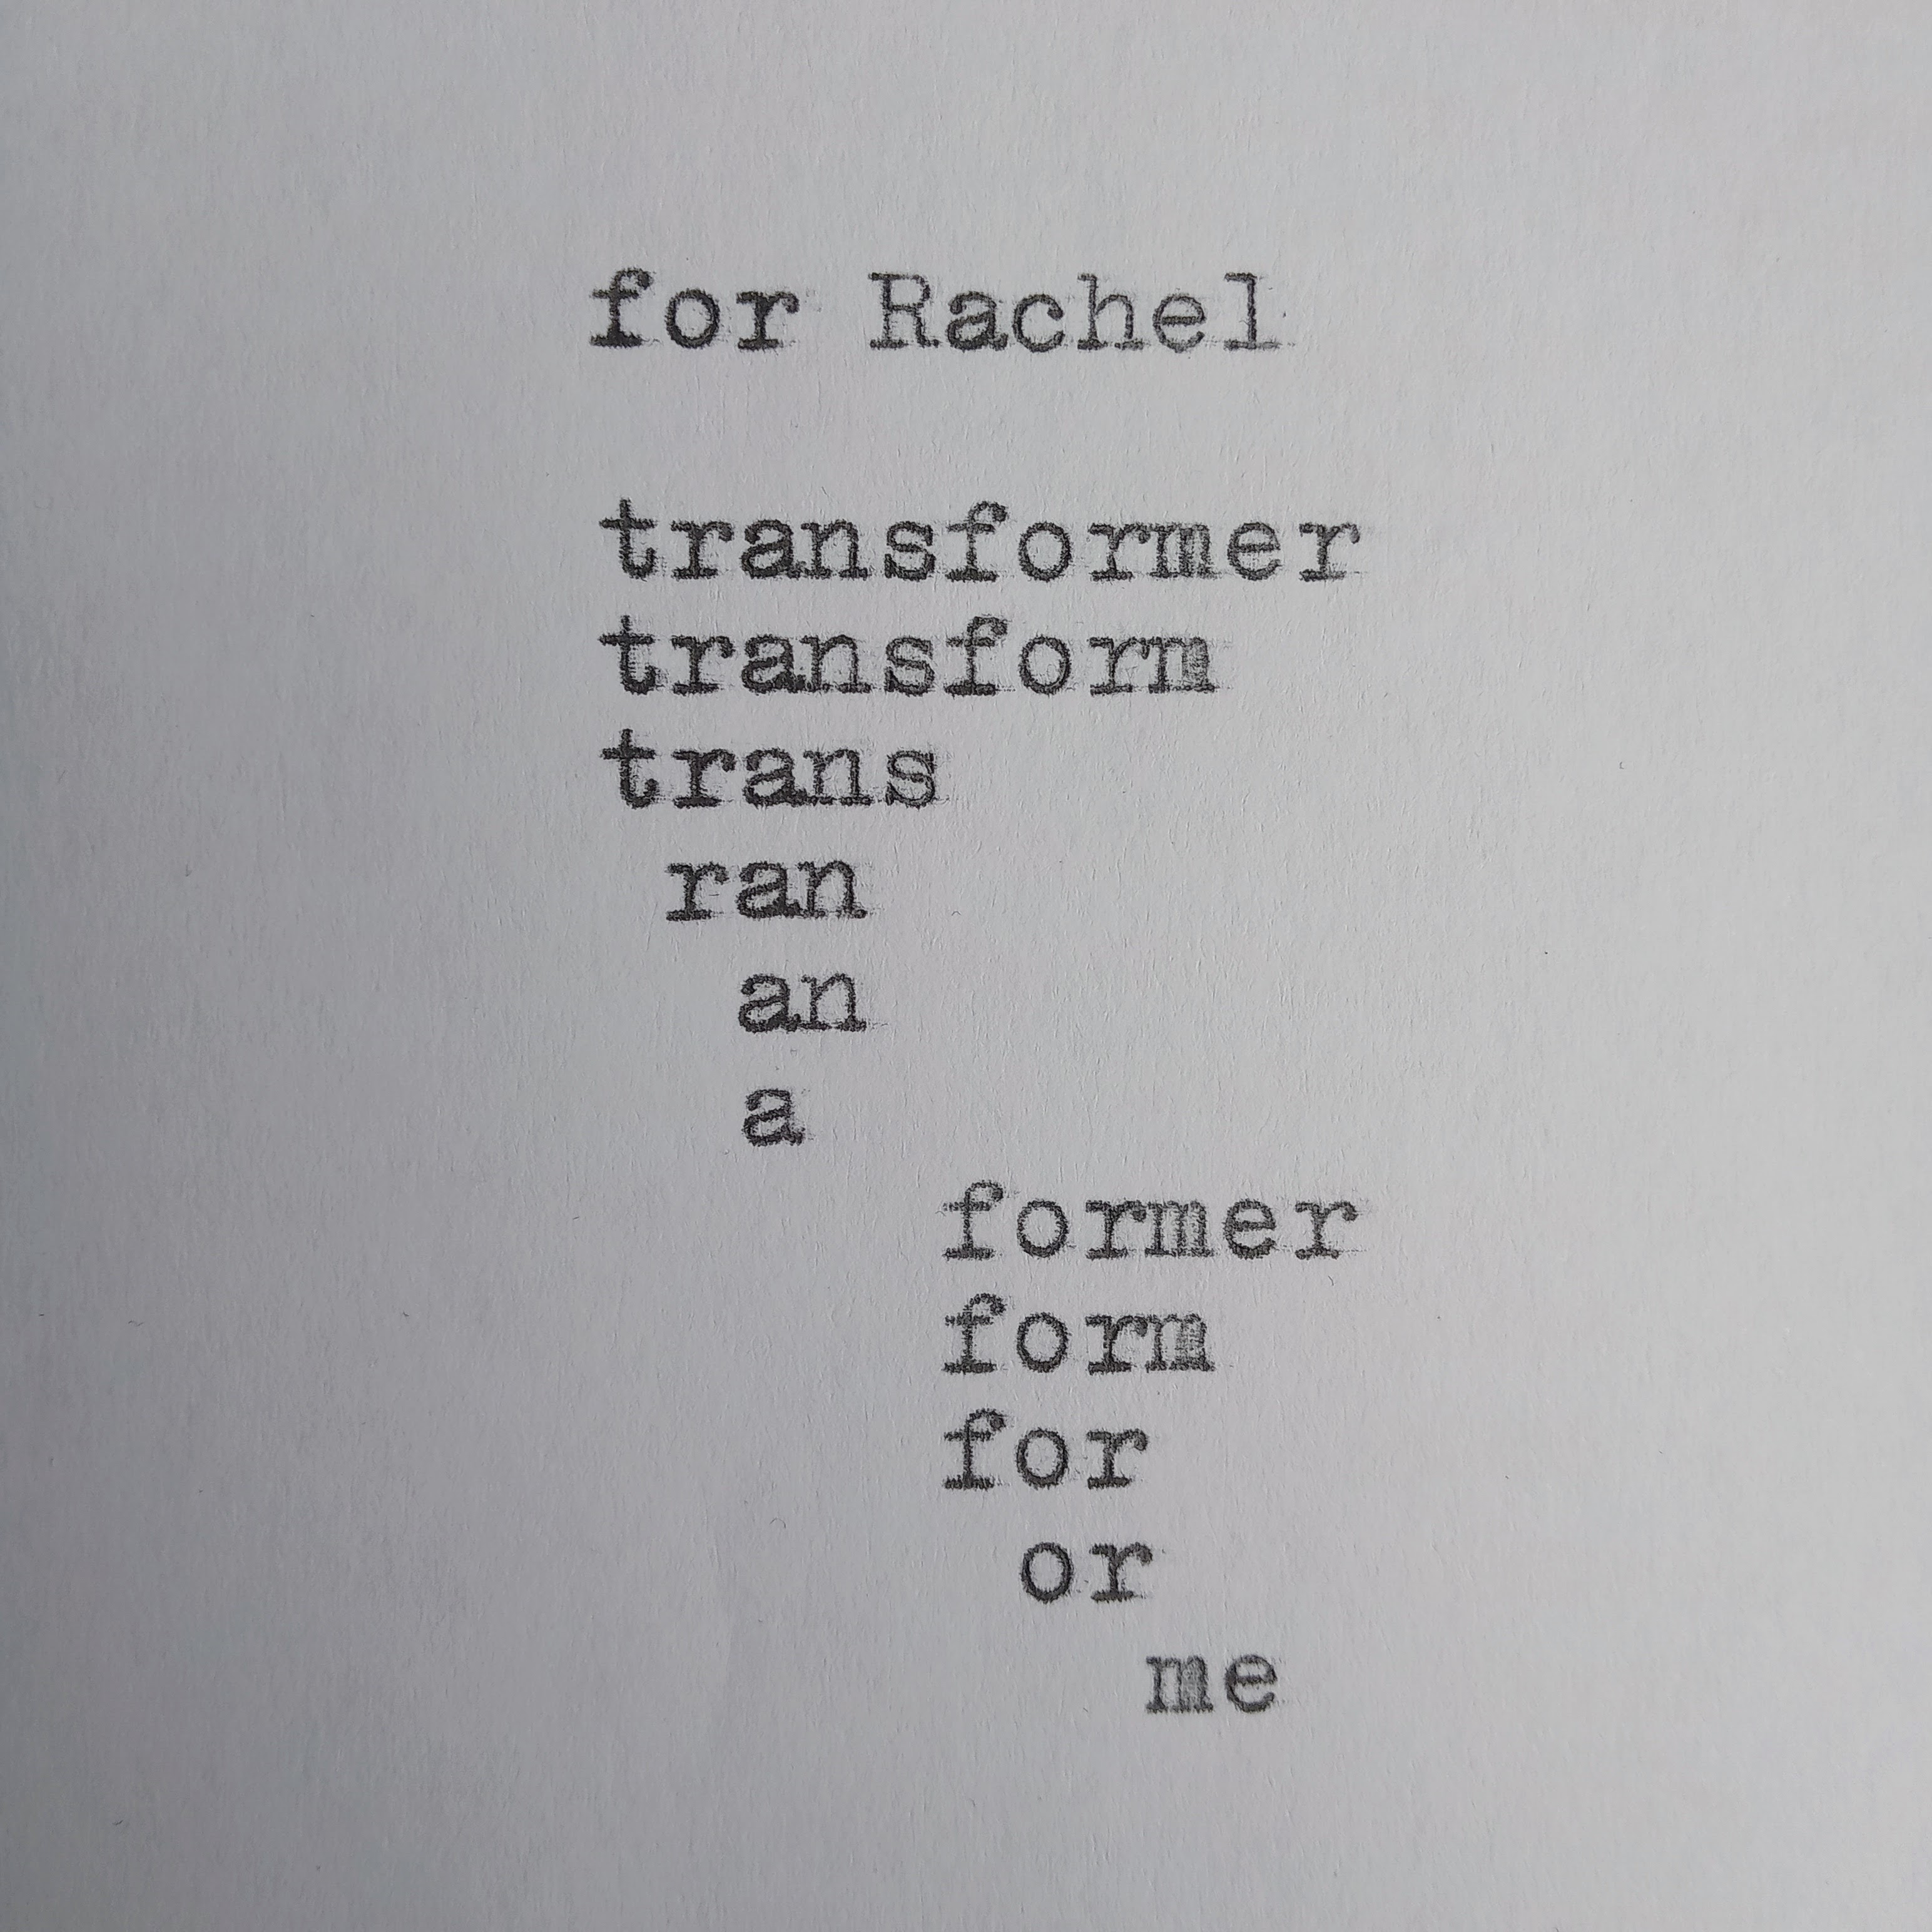 for Rachel
transformer
transform
trans
ran
an
a
former
form
for
or
me